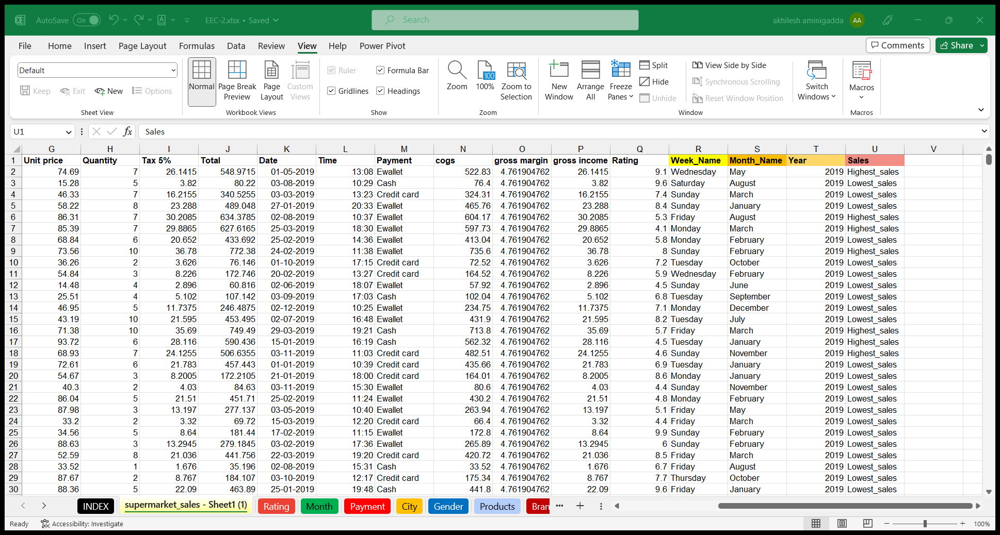 AutoSave On EEC-2.xlsx • Saved Search akhilesh aminigadda AA
File Home Insert Page Layout Formulas Data Review View Help Power Pivot Comments Share
Default
Keep Exit New Options
Sheet View
Normal Page Break Preview Page Layout Custom Views
Workbook Views
Ruler Formula Bar
Gridlines Headings
Show
Zoom 100 100% Zoom to Selection
Zoom
New Window Arrange All Freeze Panes Split Hide Unhide
View Side by Side
Synchronous Scrolling
Reset Window Position
Switch Windows
Window
Macros
Macros
U1 fx Sales
G H I J K L M N O P Q R S T U V
1 Unit price Quantity Tax 5% Total Date Time Payment cogs gross margin gross income Rating Week_Name Month_Name Year Sales
2 74.69 7 26.1415 548.9715 01-05-2019 13:08 Ewallet 522.83 4.761904762 26.1415 9.1 Wednesday May 2019 Highest_sales
3 15.28 5 3.82 80.22 03-08-2019 10:29 Cash 76.4 4.761904762 3.82 9.6 Saturday August 2019 Lowest_sales
4 46.33 7 16.2155 340.5255 03-03-2019 13:23 Credit card 324.31 4.761904762 16.2155 7.4 Sunday March 2019 Lowest_sales
5 58.22 8 23.288 489.048 27-01-2019 20:33 Ewallet 465.76 4.761904762 23.288 8.4 Sunday January 2019 Lowest_sales
6 86.31 7 30.2085 634.3785 02-08-2019 10:37 Ewallet 604.17 4.761904762 30.2085 5.3 Friday August 2019 Highest_sales
7 85.39 7 29.8865 627.6165 25-03-2019 18:30 Ewallet 597.73 4.761904762 29.8865 4.1 Monday March 2019 Highest_sales
8 68.84 6 20.652 433.692 25-02-2019 14:36 Ewallet 413.04 4.761904762 20.652 5.8 Monday February 2019 Lowest_sales
9 73.56 10 36.78 772.38 24-02-2019 11:38 Ewallet 735.6 4.761904762 36.78 8 Sunday February 2019 Highest_sales
10 36.26 2 3.626 76.146 01-10-2019 17:15 Credit card 72.52 4.761904762 3.626 7.2 Tuesday October 2019 Lowest_sales
11 54.84 3 8.226 172.746 20-02-2019 13:27 Credit card 164.52 4.761904762 8.226 5.9 Wednesday February 2019 Lowest_sales
12 14.48 4 2.896 60.816 02-06-2019 18:07 Ewallet 57.92 4.761904762 2.896 4.5 Sunday June 2019 Lowest_sales
13 25.51 4 5.102 107.142 03-09-2019 17:03 Cash 102.04 4.761904762 5.102 6.8 Tuesday September 2019 Lowest_sales
14 46.95 5 11.7375 246.4875 02-12-2019 10:25 Ewallet 234.75 4.761904762 11.7375 7.1 Monday December 2019 Lowest_sales
15 43.19 10 21.595 453.495 02-07-2019 16:48 Ewallet 431.9 4.761904762 21.595 8.2 Tuesday July 2019 Lowest_sales
16 71.38 10 35.69 749.49 29-03-2019 19:21 Cash 713.8 4.761904762 35.69 5.7 Friday March 2019 Highest_sales
17 93.72 6 28.116 590.436 15-01-2019 16:19 Cash 562.32 4.761904762 28.116 4.5 Tuesday January 2019 Highest_sales
18 68.93 7 24.1255 506.6355 03-11-2019 11:03 Credit card 482.51 4.761904762 24.1255 4.6 Sunday November 2019 Highest_sales
19 72.61 6 21.783 457.443 01-01-2019 10:39 Credit card 435.66 4.761904762 21.783 6.9 Tuesday January 2019 Lowest_sales
20 54.67 3 8.2005 172.2105 21-01-2019 18:00 Credit card 164.01 4.761904762 8.2005 8.6 Monday January 2019 Lowest_sales
21 40.3 2 4.03 84.63 03-11-2019 15:30 Ewallet 80.6 4.761904762 4.03 4.4 Sunday November 2019 Lowest_sales
22 86.04 5 21.51 451.71 25-02-2019 11:24 Ewallet 430.2 4.761904762 21.51 4.8 Monday February 2019 Lowest_sales
23 87.98 3 13.197 277.137 03-05-2019 10:40 Ewallet 263.94 4.761904762 13.197 5.1 Friday May 2019 Lowest_sales
24 33.2 2 3.32 69.72 15-03-2019 12:20 Credit card 66.4 4.761904762 3.32 4.4 Friday March 2019 Lowest_sales
25 34.56 5 8.64 181.44 17-02-2019 11:15 Ewallet 172.8 4.761904762 8.64 9.9 Sunday February 2019 Lowest_sales
26 88.63 3 13.2945 279.1845 03-02-2019 17:36 Ewallet 265.89 4.761904762 13.2945 6 Sunday February 2019 Lowest_sales
27 52.59 8 21.036 441.756 22-03-2019 19:20 Credit card 420.72 4.761904762 21.036 8.5 Friday March 2019 Lowest_sales
28 33.52 1 1.676 35.196 02-08-2019 15:31 Cash 33.52 4.761904762 1.676 6.7 Friday August 2019 Lowest_sales
29 87.67 2 8.767 184.107 03-10-2019 12:17 Credit card 175.34 4.761904762 8.767 7.7 Thursday October 2019 Lowest_sales
30 88.36 5 22.09 463.89 25-01-2019 19:48 Cash 441.8 4.761904762 22.09 9.6 Friday January 2019 Lowest_sales
INDEX supermarket_sales - Sheet1 (1) Rating Month Payment City Gender Products Bran
Ready Accessibility: Investigate 100%